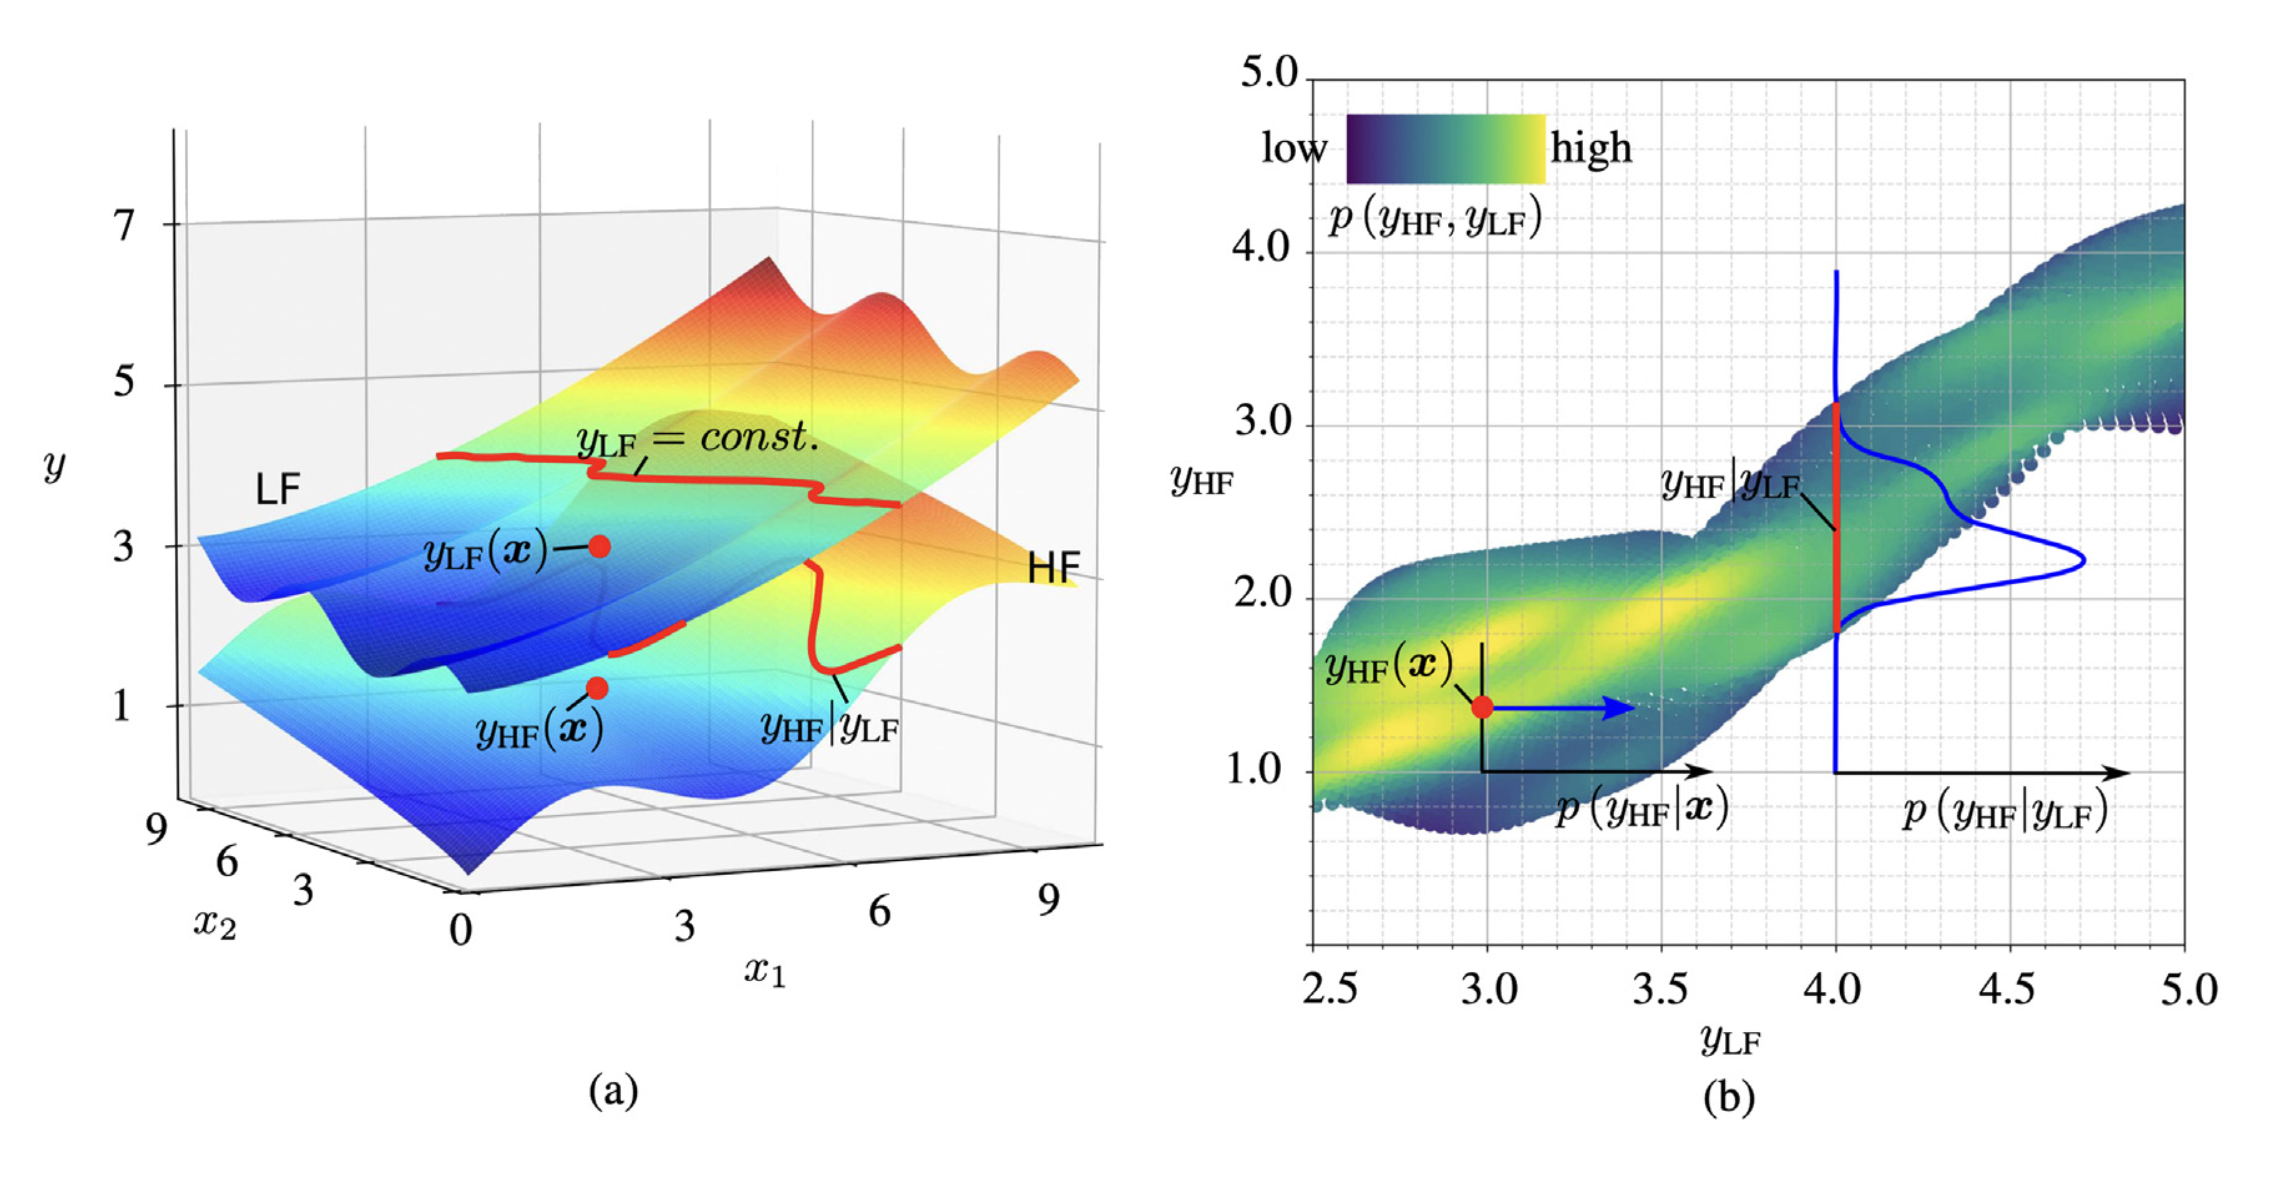 7
5
y
3
1
LF
y_LF = const.
y_LF(x)
HF
y_HF(x)
y_HF|y_LF
9
6
3
x_2
0
3
6
9
x_1
(a)
5.0
low high
p (y_HF, y_LF)
4.0
3.0
y_HF
y_HF|y_LF
2.0
y_HF(x)
1.0
p (y_HF|x) p (y_HF|y_LF)
2.5 3.0 3.5 4.0 4.5 5.0
y_LF
(b)